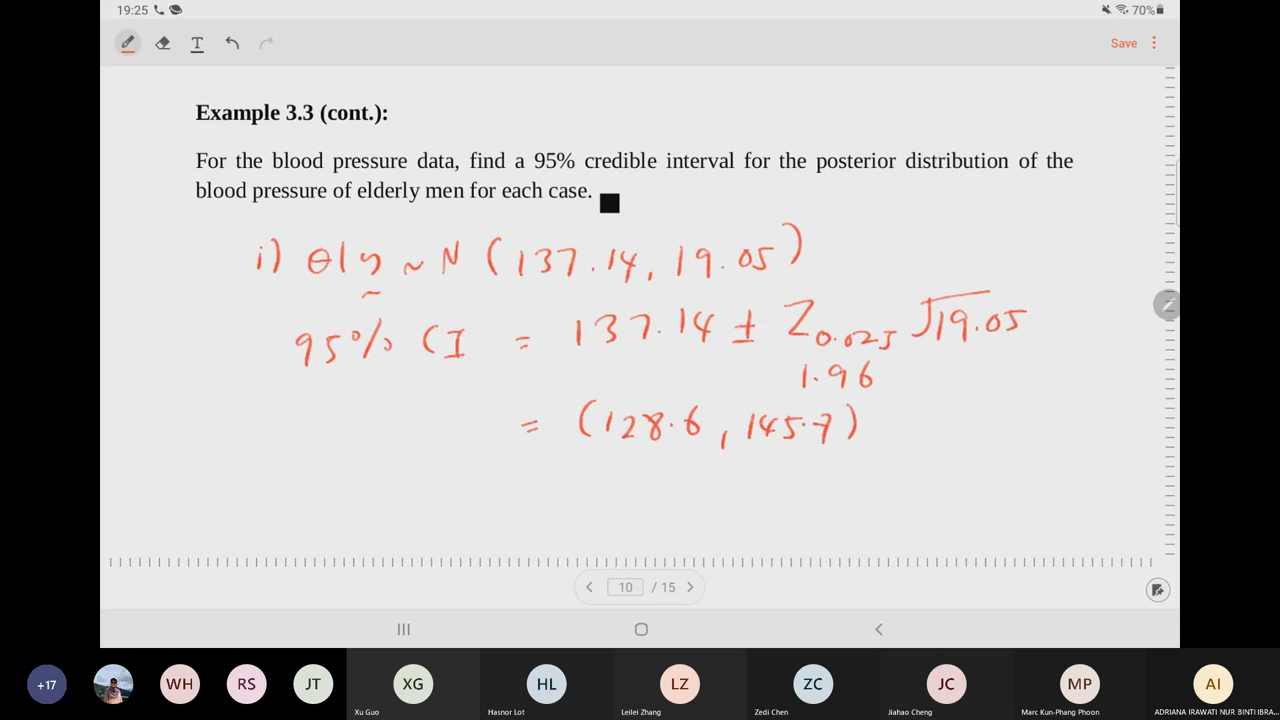 19:25
70%
Save
Example 3.3 (cont.):
For the blood pressure data, find a 95% credible interval for the posterior distribution of the
blood pressure of elderly men for each case.
i) θ|y ~ N (137.14, 19.05)
~
95% CI = 137.14 ± Z0.025 √19.05
1.96
= (128.6, 145.7)
10 / 15
+17
WH
RS
JT
XG
HL
LZ
ZC
JC
MP
AI
Xu Guo
Hasnor Lot
Leilei Zhang
Zedi Chen
Jiahao Cheng
Marc Kun-Phang Phoon
ADRIANA IRAWATI NUR BINTI IBRA...